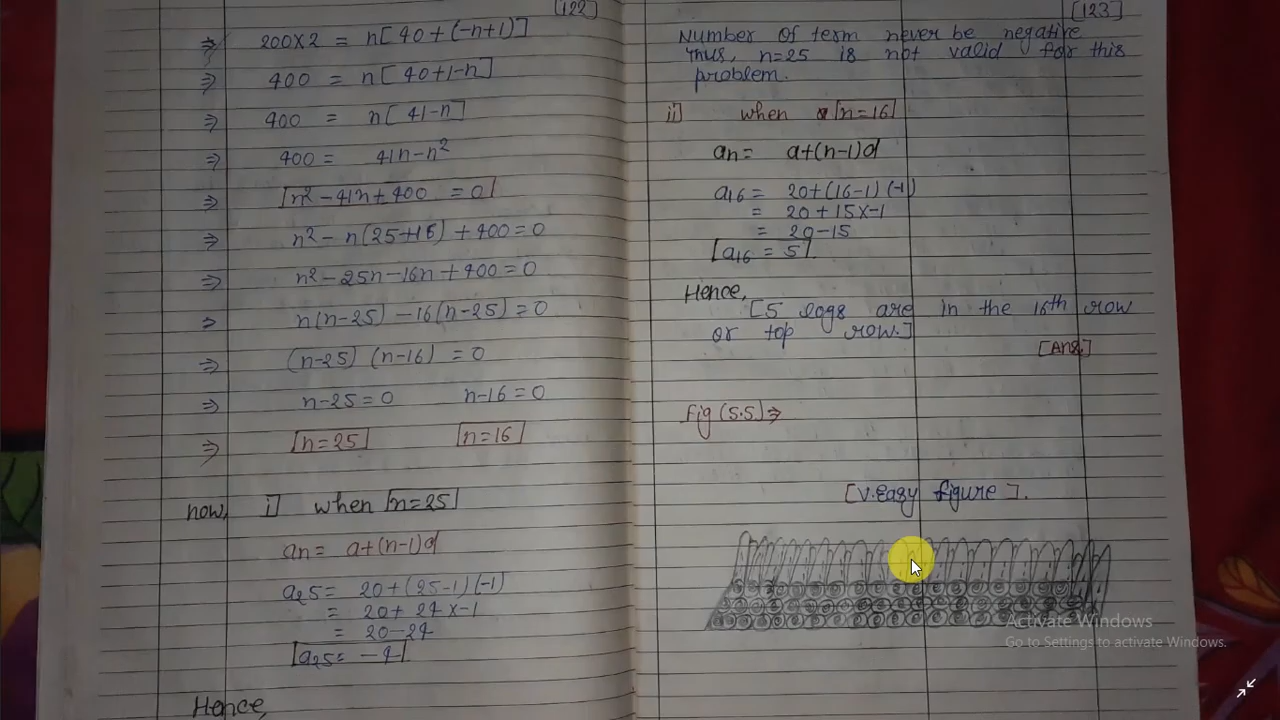 [122]
⇒ 200×2 = n[40+(-n+1)]
⇒ 400 = n[40+1-n]
⇒ 400 = n[41-n]
⇒ 400 = 41n-n²
⇒ [n²-41n+400 = 0]
⇒ n²-n(25+16)+400=0
⇒ n²-25n-16n+400=0
⇒ n(n-25)-16(n-25)=0
⇒ (n-25) (n-16) = 0
⇒ n-25=0 n-16=0
⇒ [n=25] [n=16]
now, i] when [n=25]
an= a+(n-1)d
a25= 20+(25-1)(-1)
= 20+24×-1
= 20-24
[a25= -4]
Hence,
[123]
Number of term never be negative
Thus, n=25 is not valid for this
problem.
ii] when [n=16]
an= a+(n-1)d
a16= 20+(16-1)(-1)
= 20+15×-1
= 20-15
[a16 = 5]
Hence,
[5 logs are in the 16th row
or top row.]
[Ans]
Fig (5.5)⇒
[V.easy figure].
Activate Windows
Go to Settings to activate Windows.